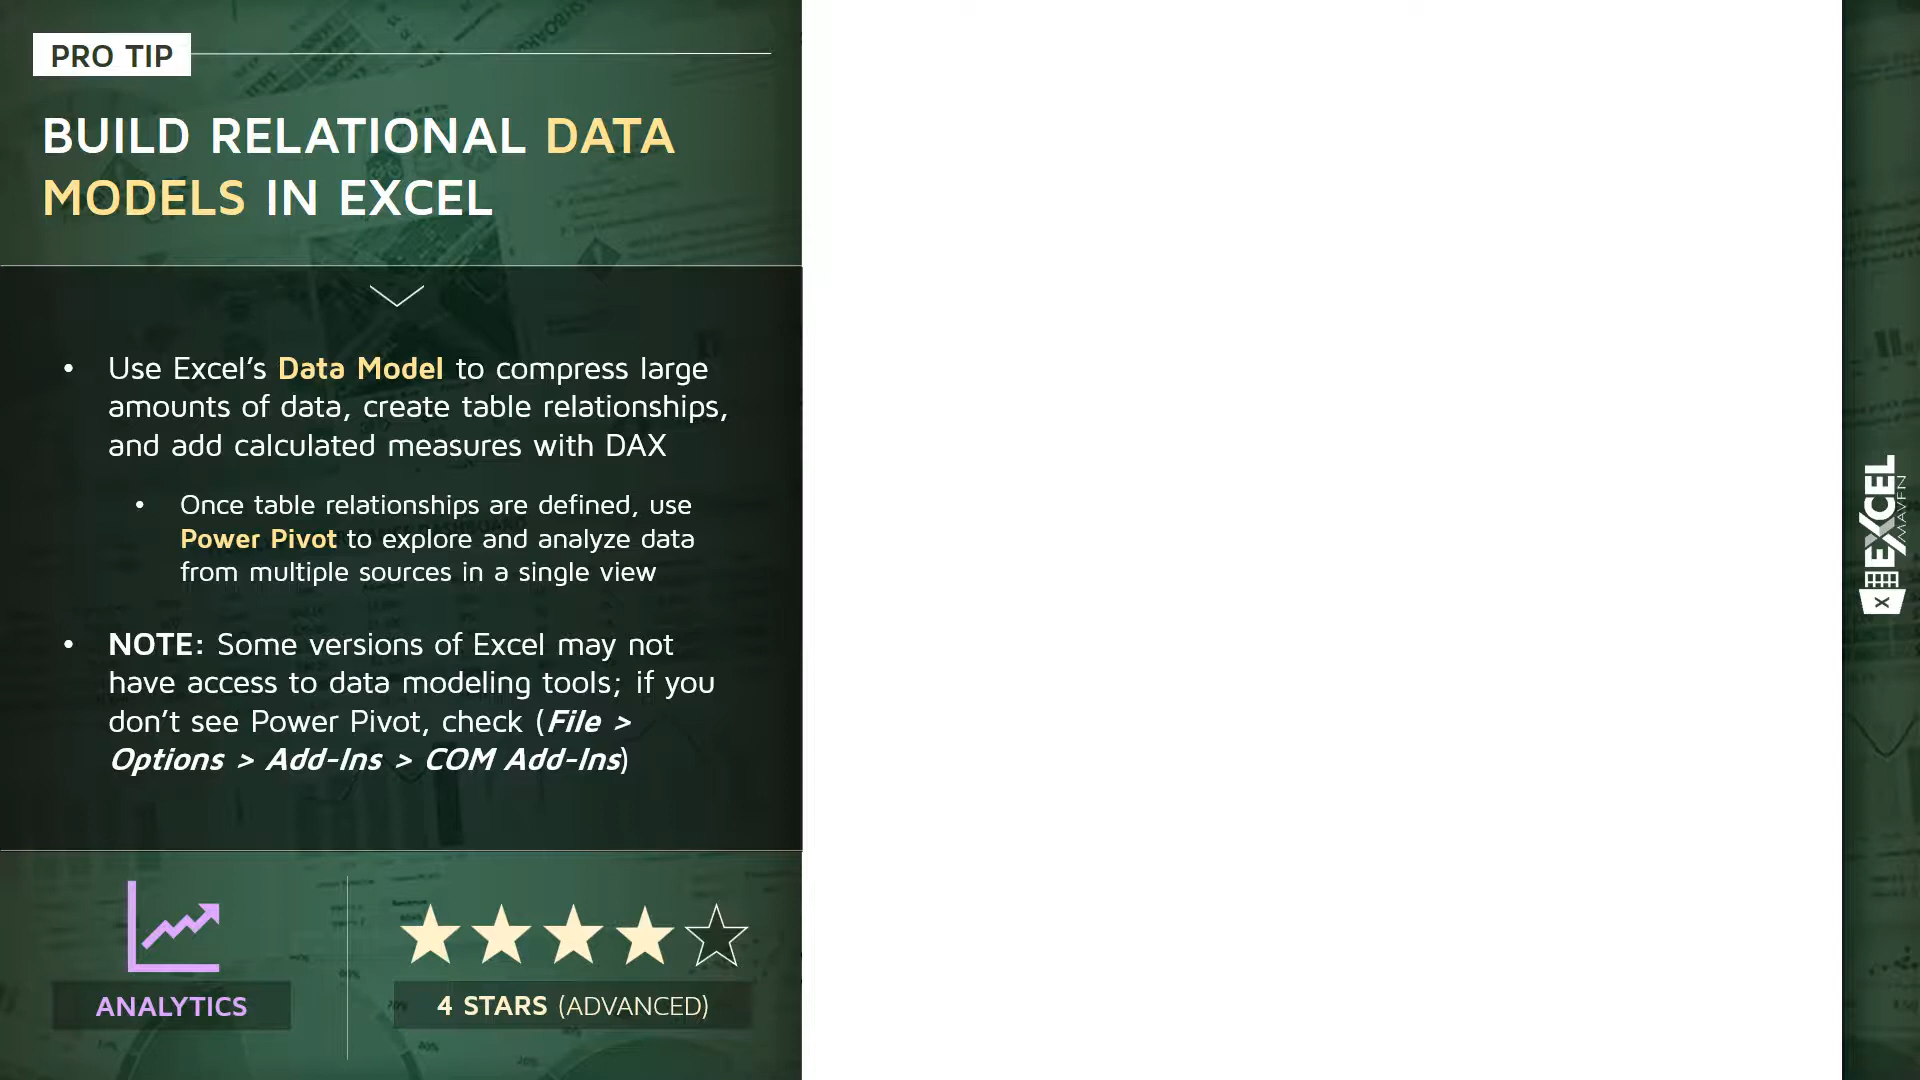 PRO TIP
BUILD RELATIONAL DATA
MODELS IN EXCEL
• Use Excel’s Data Model to compress large
amounts of data, create table relationships,
and add calculated measures with DAX
• Once table relationships are defined, use
Power Pivot to explore and analyze data
from multiple sources in a single view
• NOTE: Some versions of Excel may not
have access to data modeling tools; if you
don’t see Power Pivot, check (File >
Options > Add-Ins > COM Add-Ins)
ANALYTICS
4 STARS (ADVANCED)
X
EXCEL
MAVEN